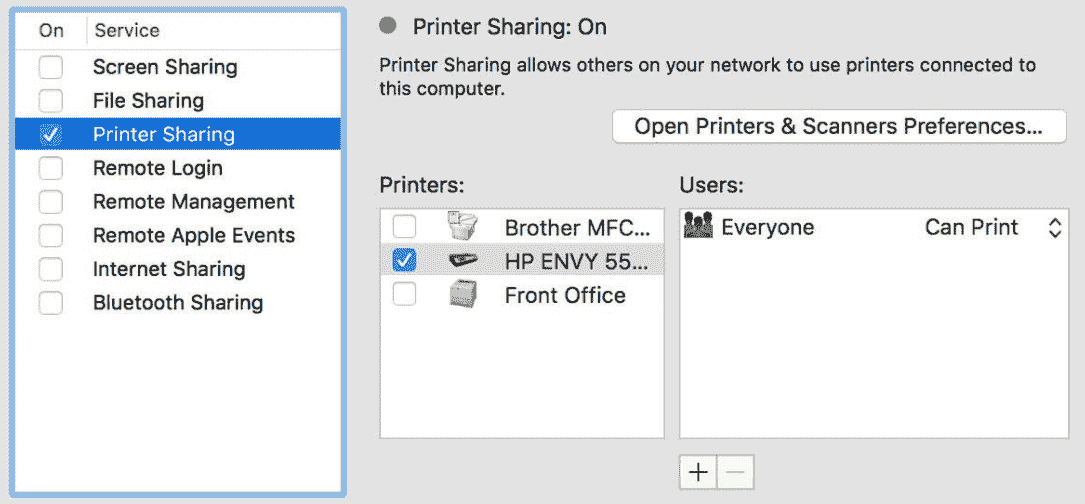 On Service
Screen Sharing
File Sharing
Printer Sharing
Remote Login
Remote Management
Remote Apple Events
Internet Sharing
Bluetooth Sharing
Printer Sharing: On
Printer Sharing allows others on your network to use printers connected to
this computer.
Open Printers & Scanners Preferences...
Printers:
Brother MFC...
HP ENVY 55...
Front Office
Users:
Everyone Can Print
+ −